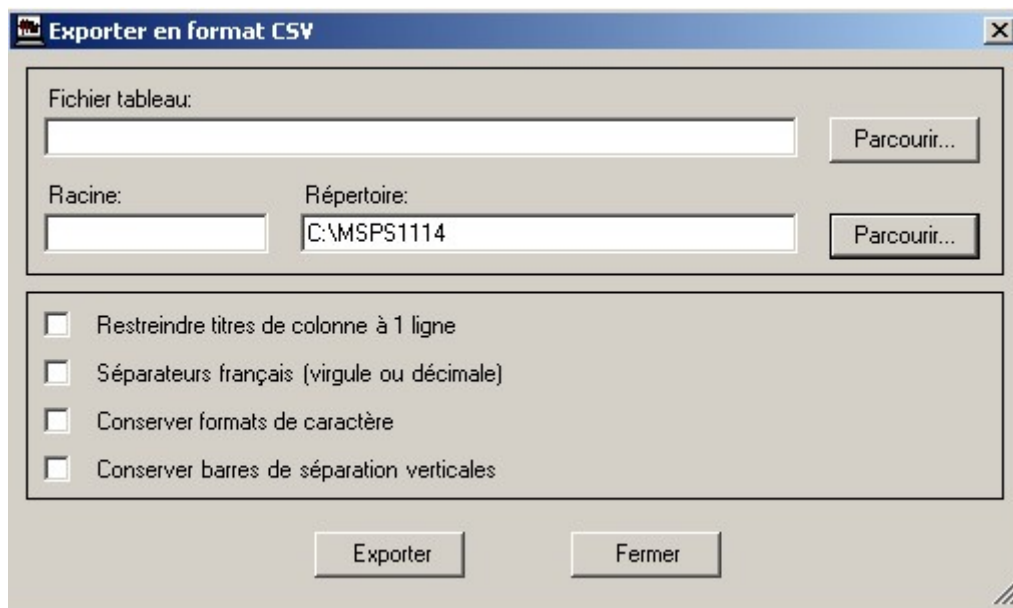 Exporter en format CSV
Fichier tableau:
Parcourir...
Racine:
Répertoire:
C:\MSPS1114
Parcourir...
Restreindre titres de colonne à 1 ligne
Séparateurs français (virgule ou décimale)
Conserver formats de caractère
Conserver barres de séparation verticales
Exporter
Fermer